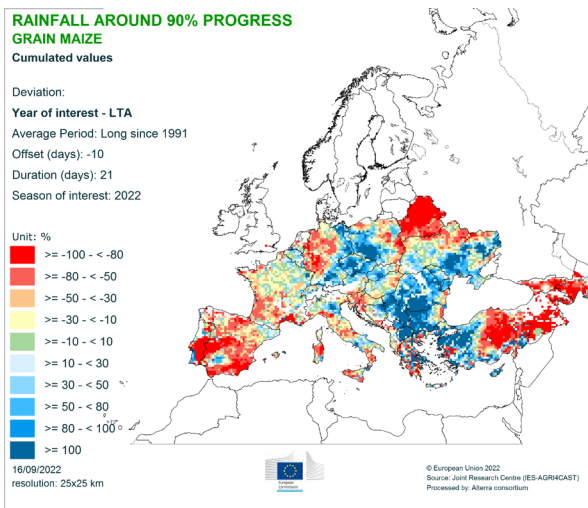 RAINFALL AROUND 90% PROGRESS
GRAIN MAIZE
Cumulated values
Deviation:
Year of interest - LTA
Average Period: Long since 1991
Offset (days): -10
Duration (days): 21
Season of interest: 2022
Unit: %
>= -100 - < -80
>= -80 - < -50
>= -50 - < -30
>= -30 - < -10
>= -10 - < 10
>= 10 - < 30
>= 30 - < 50
>= 50 - < 80
>= 80 - < 100
>= 100
16/09/2022
resolution: 25x25 km
European
Commission
© European Union 2022
Source: Joint Research Centre (IES-AGRI4CAST)
Processed by: Alterra consortium